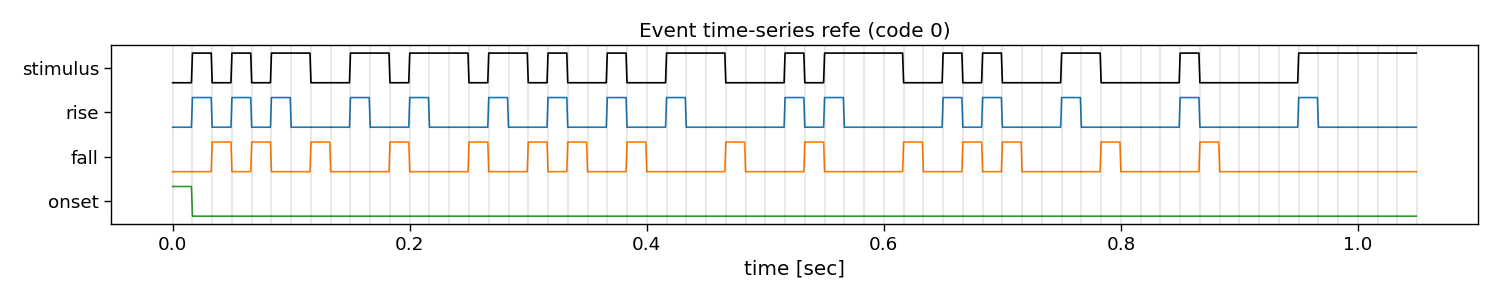 Event time-series refe (code 0)
stimulus
rise
fall
onset
0.0 0.2 0.4 0.6 0.8 1.0
time [sec]